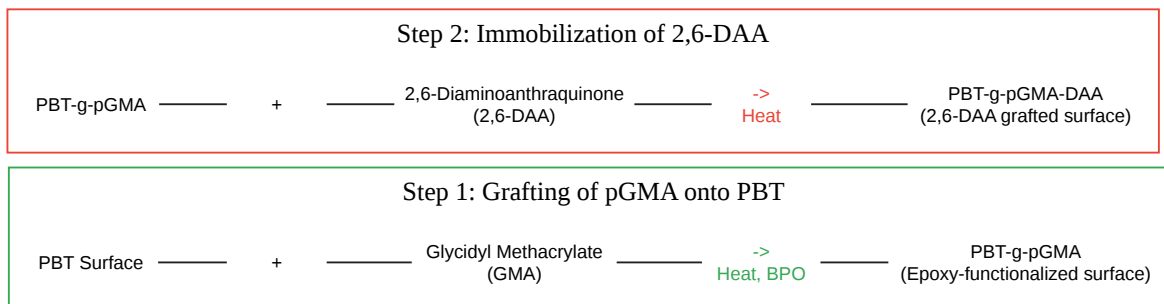 Step 2: Immobilization of 2,6-DAA
PBT-g-pGMA + 2,6-Diaminoanthraquinone -> PBT-g-pGMA-DAA
(2,6-DAA) Heat (2,6-DAA grafted surface)
Step 1: Grafting of pGMA onto PBT
PBT Surface + Glycidyl Methacrylate -> PBT-g-pGMA
(GMA) Heat, BPO (Epoxy-functionalized surface)